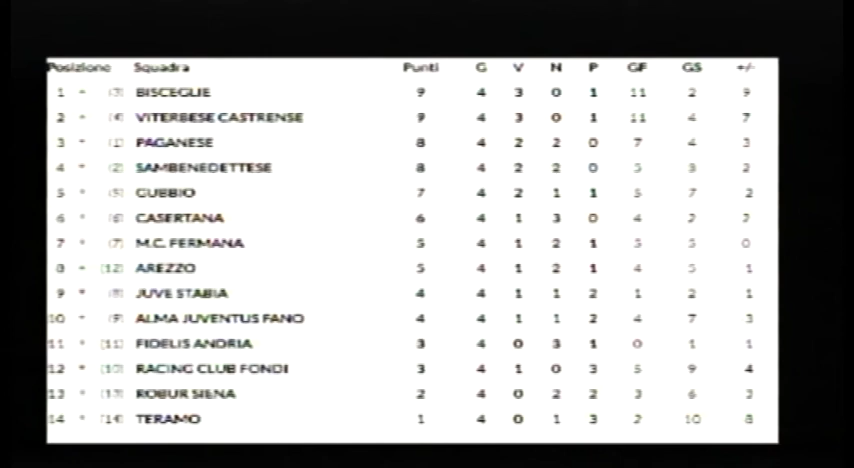 Posizione Squadra Punti G V N P GF GS +/-
1 (3) BISCEGLIE 9 4 3 0 1 11 2 9
2 (4) VITERBESE CASTRENSE 9 4 3 0 1 11 4 7
3 (1) PAGANESE 8 4 2 2 0 7 4 3
4 (2) SAMBENEDETTESE 8 4 2 2 0 5 3 2
5 (5) GUBBIO 7 4 2 1 1 5 7 2
6 (6) CASERTANA 6 4 1 3 0 4 2 2
7 (7) M.C. FERMANA 5 4 1 2 1 5 5 0
8 (12) AREZZO 5 4 1 2 1 4 5 1
9 (8) JUVE STABIA 4 4 1 1 2 1 2 1
10 (9) ALMA JUVENTUS FANO 4 4 1 1 2 4 7 3
11 (11) FIDELIS ANDRIA 3 4 0 3 1 0 1 1
12 (10) RACING CLUB FONDI 3 4 1 0 3 5 9 4
13 (13) ROBUR SIENA 2 4 0 2 2 3 6 3
14 (14) TERAMO 1 4 0 1 3 2 10 8